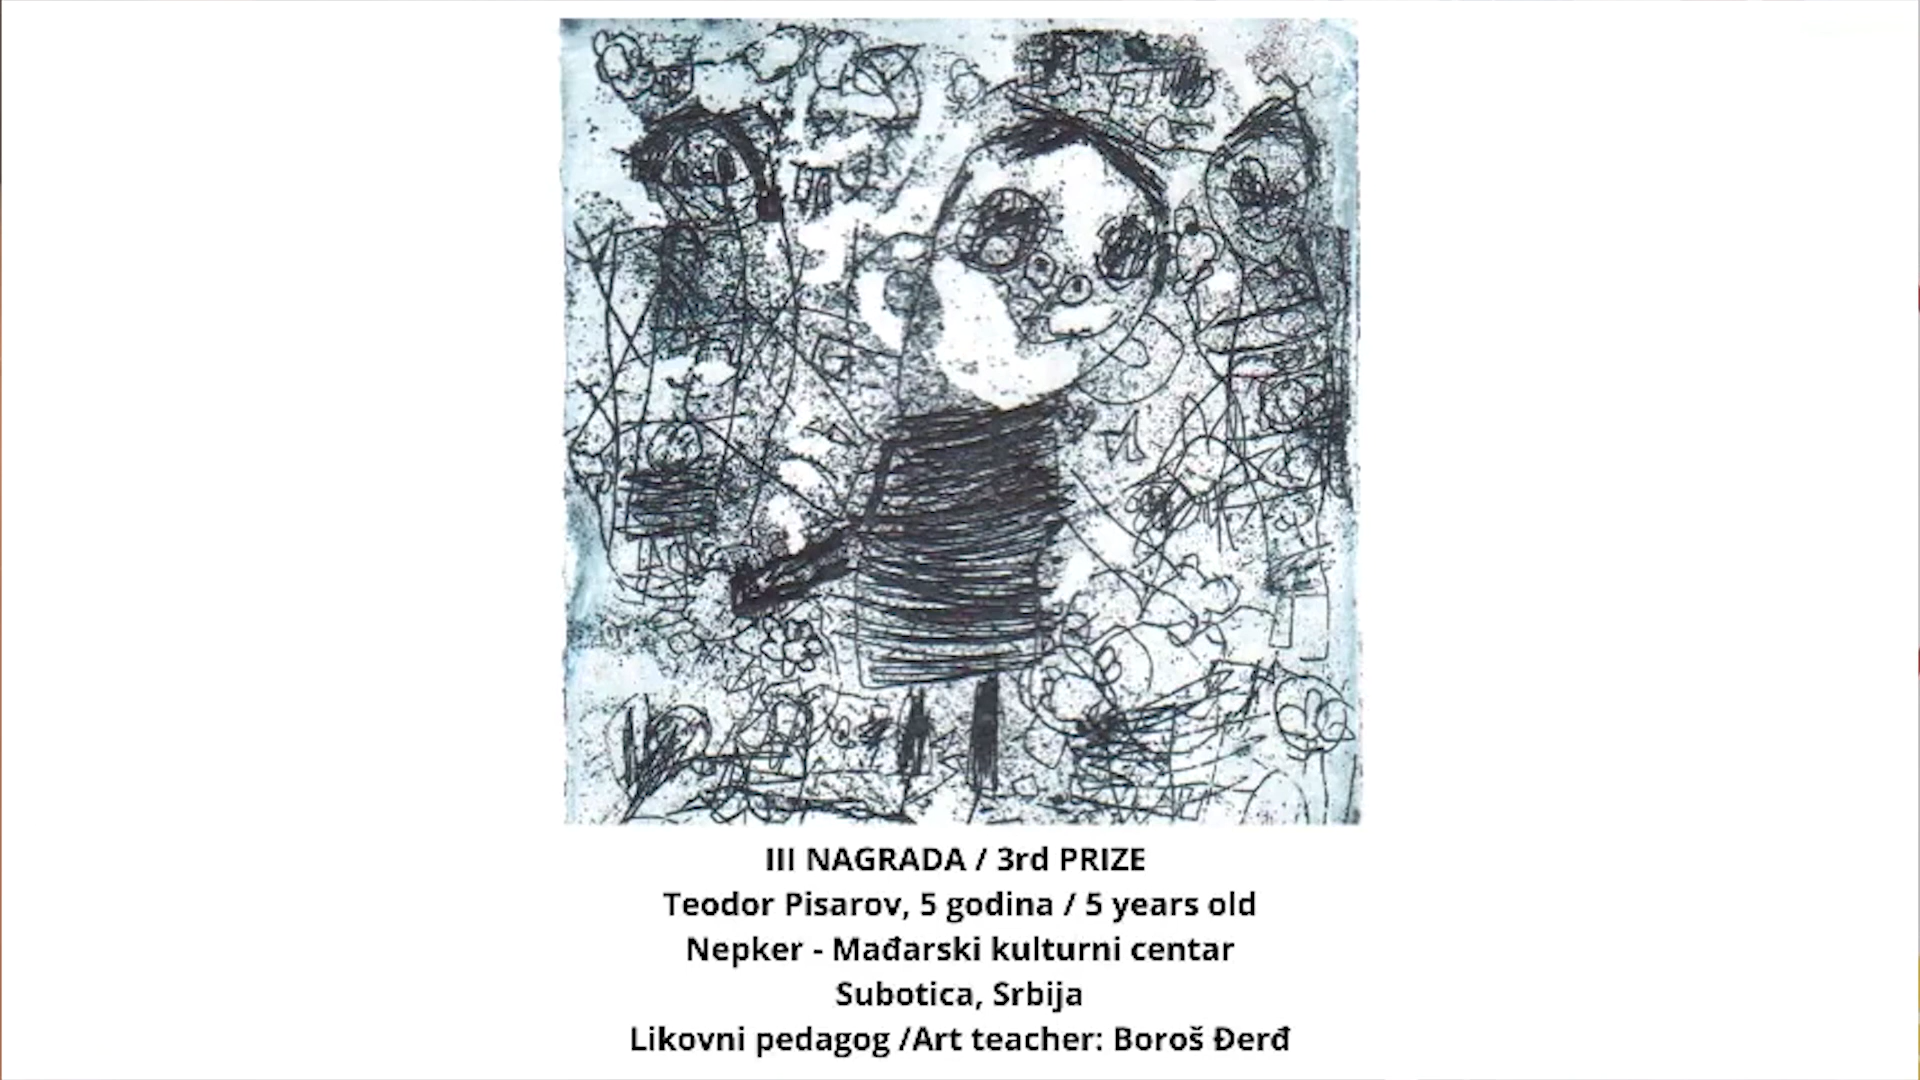 III NAGRADA / 3rd PRIZE
Teodor Pisarov, 5 godina / 5 years old
Nepker - Mađarski kulturni centar
Subotica, Srbija
Likovni pedagog /Art teacher: Boroš Đerđ